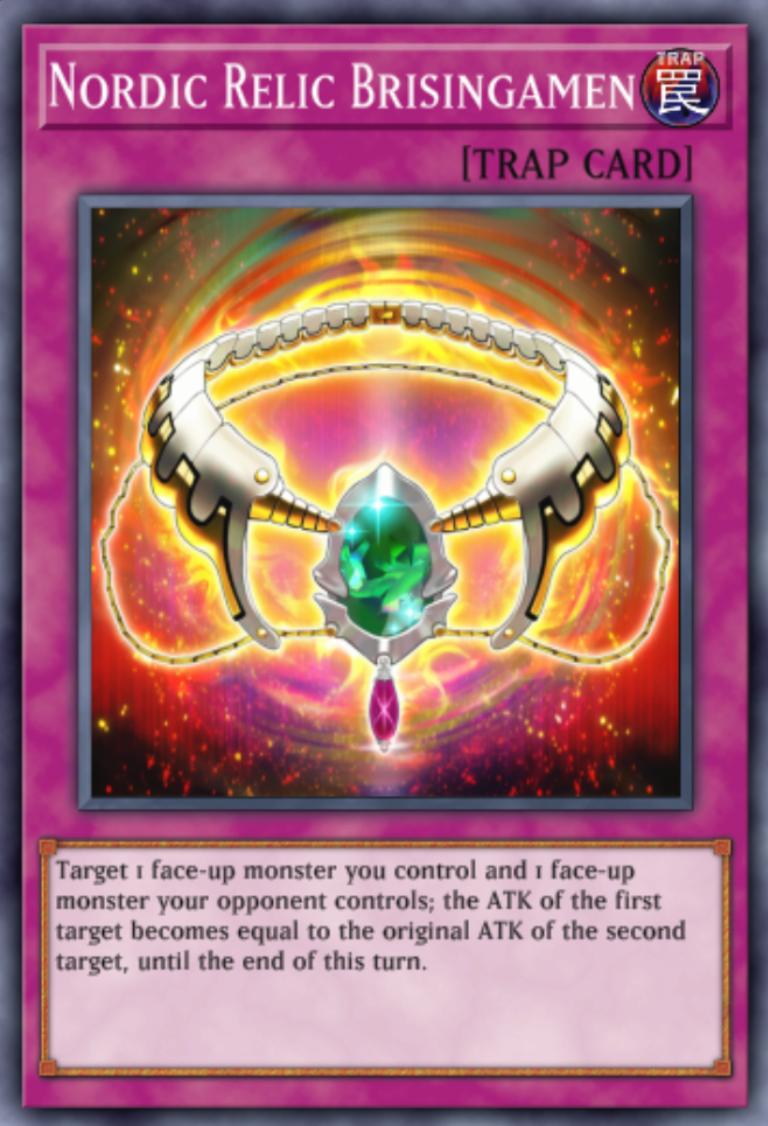 Nordic Relic Brisingamen
TRAP
罠
[TRAP CARD]
Target 1 face-up monster you control and 1 face-up
monster your opponent controls; the ATK of the first
target becomes equal to the original ATK of the second
target, until the end of this turn.